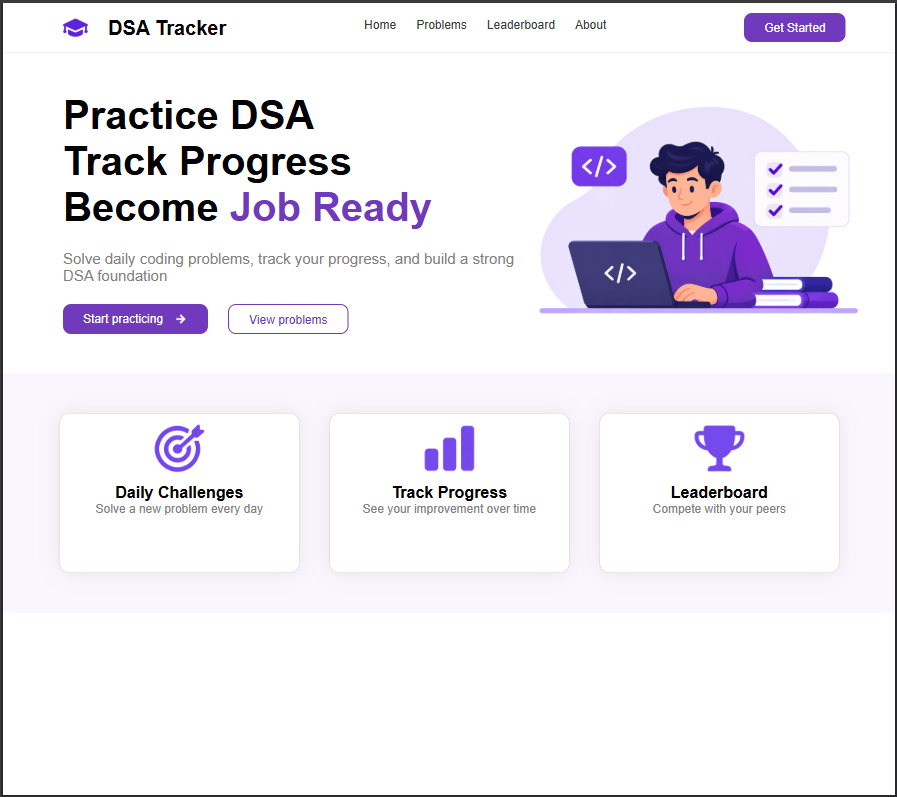 DSA Tracker
Home Problems Leaderboard About
Get Started
Practice DSA
Track Progress
Become Job Ready
Solve daily coding problems, track your progress, and build a strong
DSA foundation
Start practicing
View problems
</>
</>
Daily Challenges
Solve a new problem every day
Track Progress
See your improvement over time
Leaderboard
Compete with your peers